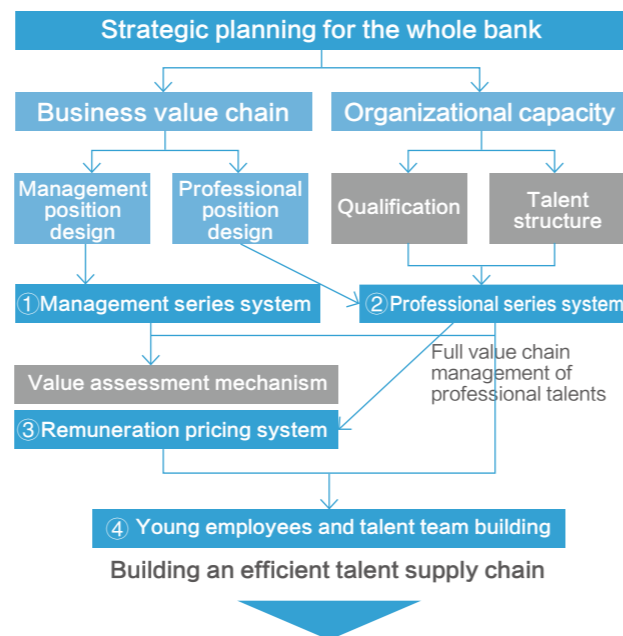 Strategic planning for the whole bank
Business value chain
Organizational capacity
Management
position
design
Professional
position
design
Qualification
Talent
structure
①Management series system
②Professional series system
Full value chain
management of
professional talents
Value assessment mechanism
③Remuneration pricing system
④ Young employees and talent team building
Building an efficient talent supply chain